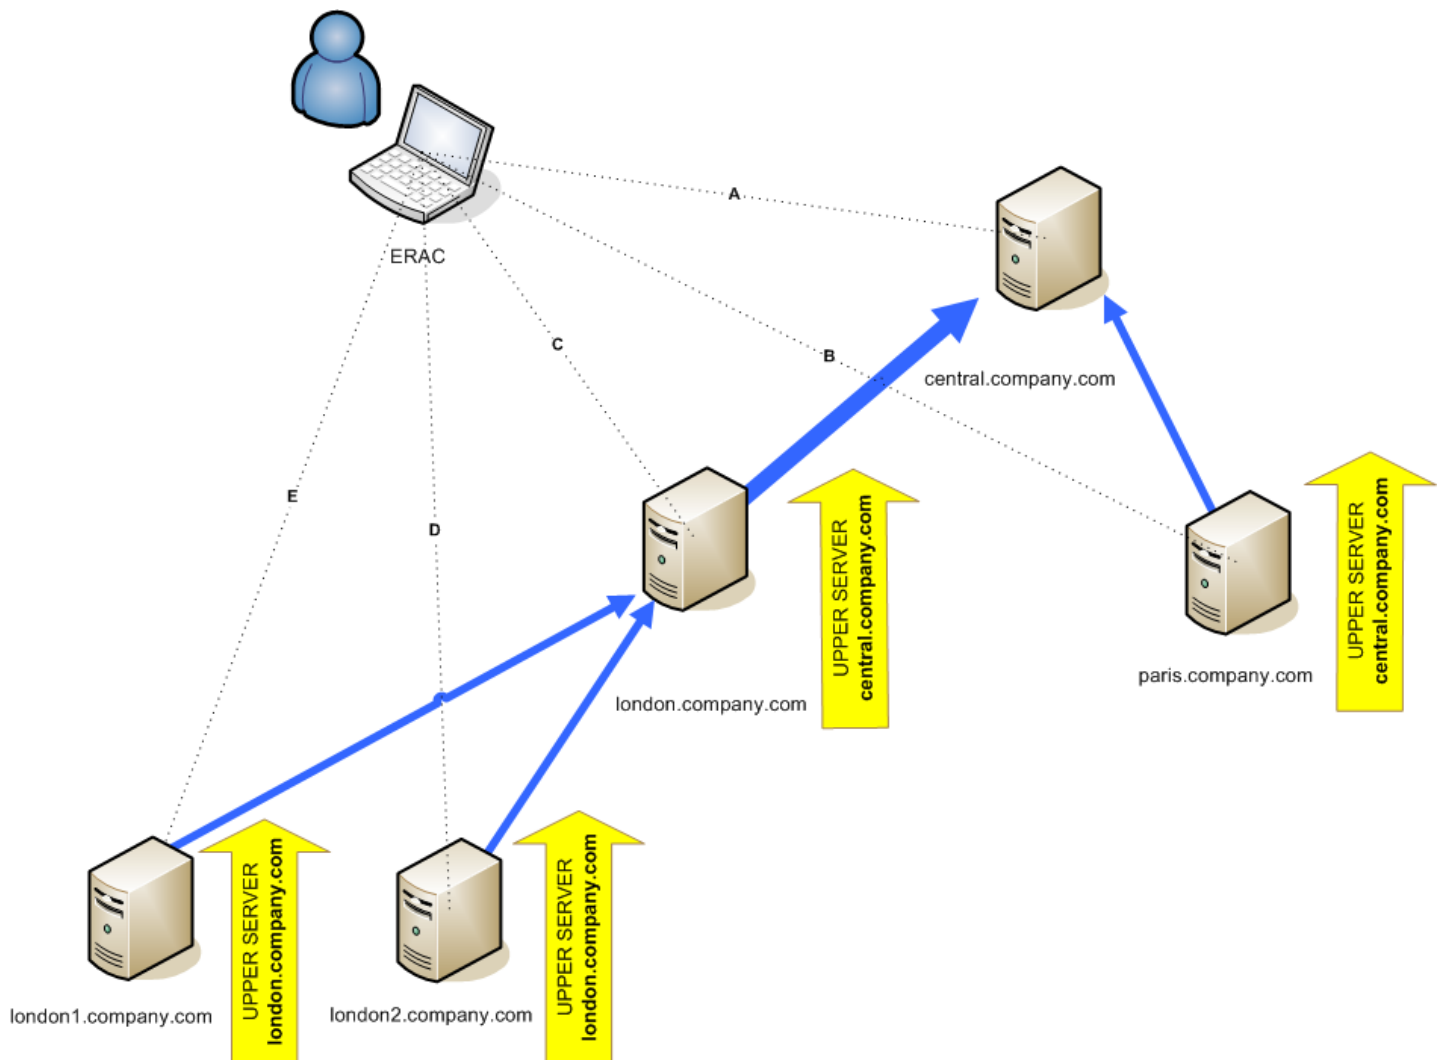 A
ERAC
C
B
central.company.com
E
D
UPPER SERVER
central.company.com
UPPER SERVER
central.company.com
paris.company.com
london.company.com
UPPER SERVER
london.company.com
UPPER SERVER
london.company.com
london1.company.com
london2.company.com